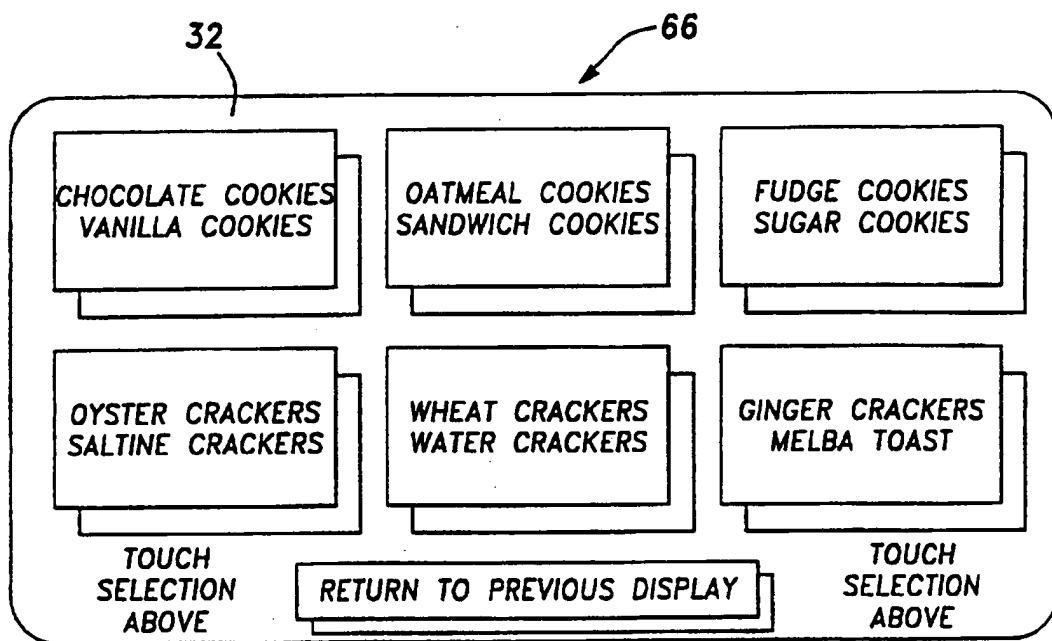 32
66
CHOCOLATE COOKIES
VANILLA COOKIES
OATMEAL COOKIES
SANDWICH COOKIES
FUDGE COOKIES
SUGAR COOKIES
OYSTER CRACKERS
SALTINE CRACKERS
WHEAT CRACKERS
WATER CRACKERS
GINGER CRACKERS
MELBA TOAST
TOUCH
SELECTION
ABOVE
RETURN TO PREVIOUS DISPLAY
TOUCH
SELECTION
ABOVE